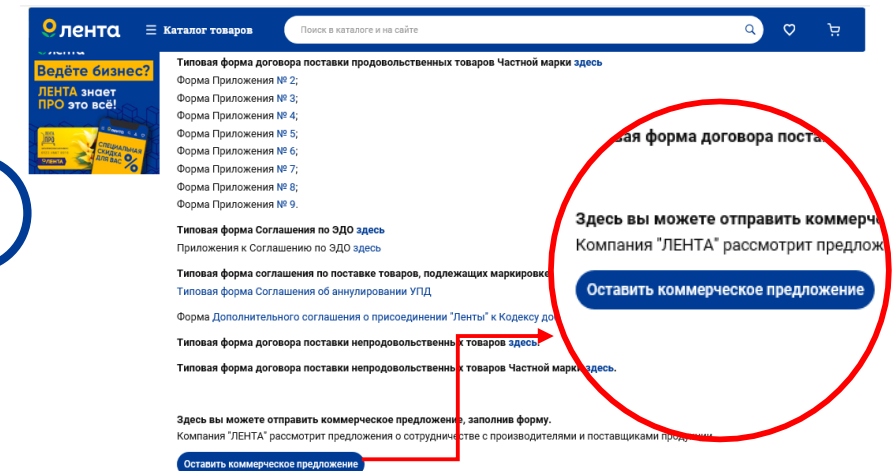 лента
Каталог товаров
Поиск в каталоге и на сайте
Ведёте бизнес?
ЛЕНТА знает
ПРО это всё!
СПЕЦИАЛЬНАЯ
СКИДКА
ДЛЯ ВАС %
Типовая форма договора поставки продовольственных товаров Частной марки здесь
Форма Приложения № 2;
Форма Приложения № 3;
Форма Приложения № 4;
Форма Приложения № 5;
Форма Приложения № 6;
Форма Приложения № 7;
Форма Приложения № 8;
Форма Приложения № 9.
Типовая форма Соглашения по ЭДО здесь
Приложения к Соглашению по ЭДО здесь
Типовая форма соглашения по поставке товаров, подлежащих маркировке
Типовая форма Соглашения об аннулировании УПД
Форма Дополнительного соглашения о присоединении "Ленты" к Кодексу до
Типовая форма договора поставки непродовольственных товаров здесь.
Типовая форма договора поставки непродовольственных товаров Частной марки здесь.
Здесь вы можете отправить коммерческое предложение, заполнив форму.
Компания "ЛЕНТА" рассмотрит предложения о сотрудничестве с производителями и поставщиками продукции.
Оставить коммерческое предложение
вая форма договора поста
Здесь вы можете отправить коммерч
Компания "ЛЕНТА" рассмотрит предлож
Оставить коммерческое предложение